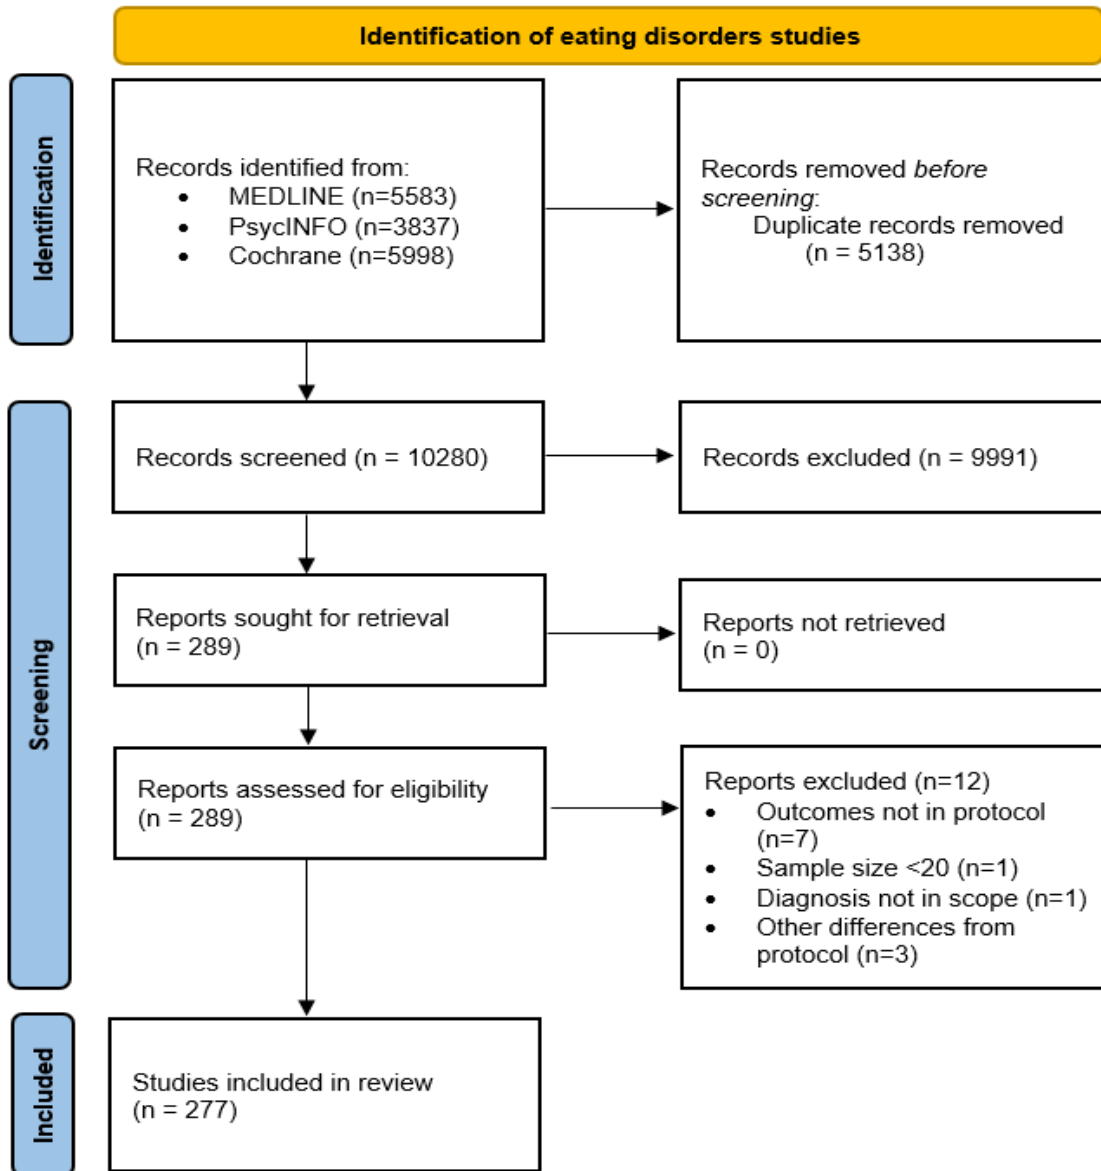 Identification of eating disorders studies
Identification
Records identified from:
• MEDLINE (n=5583)
• PsycINFO (n=3837)
• Cochrane (n=5998)
Records removed before
screening:
Duplicate records removed
(n = 5138)
Screening
Records screened (n = 10280)
Records excluded (n = 9991)
Reports sought for retrieval
(n = 289)
Reports not retrieved
(n = 0)
Reports assessed for eligibility
(n = 289)
Reports excluded (n=12)
• Outcomes not in protocol
(n=7)
• Sample size <20 (n=1)
• Diagnosis not in scope (n=1)
• Other differences from
protocol (n=3)
Included
Studies included in review
(n = 277)